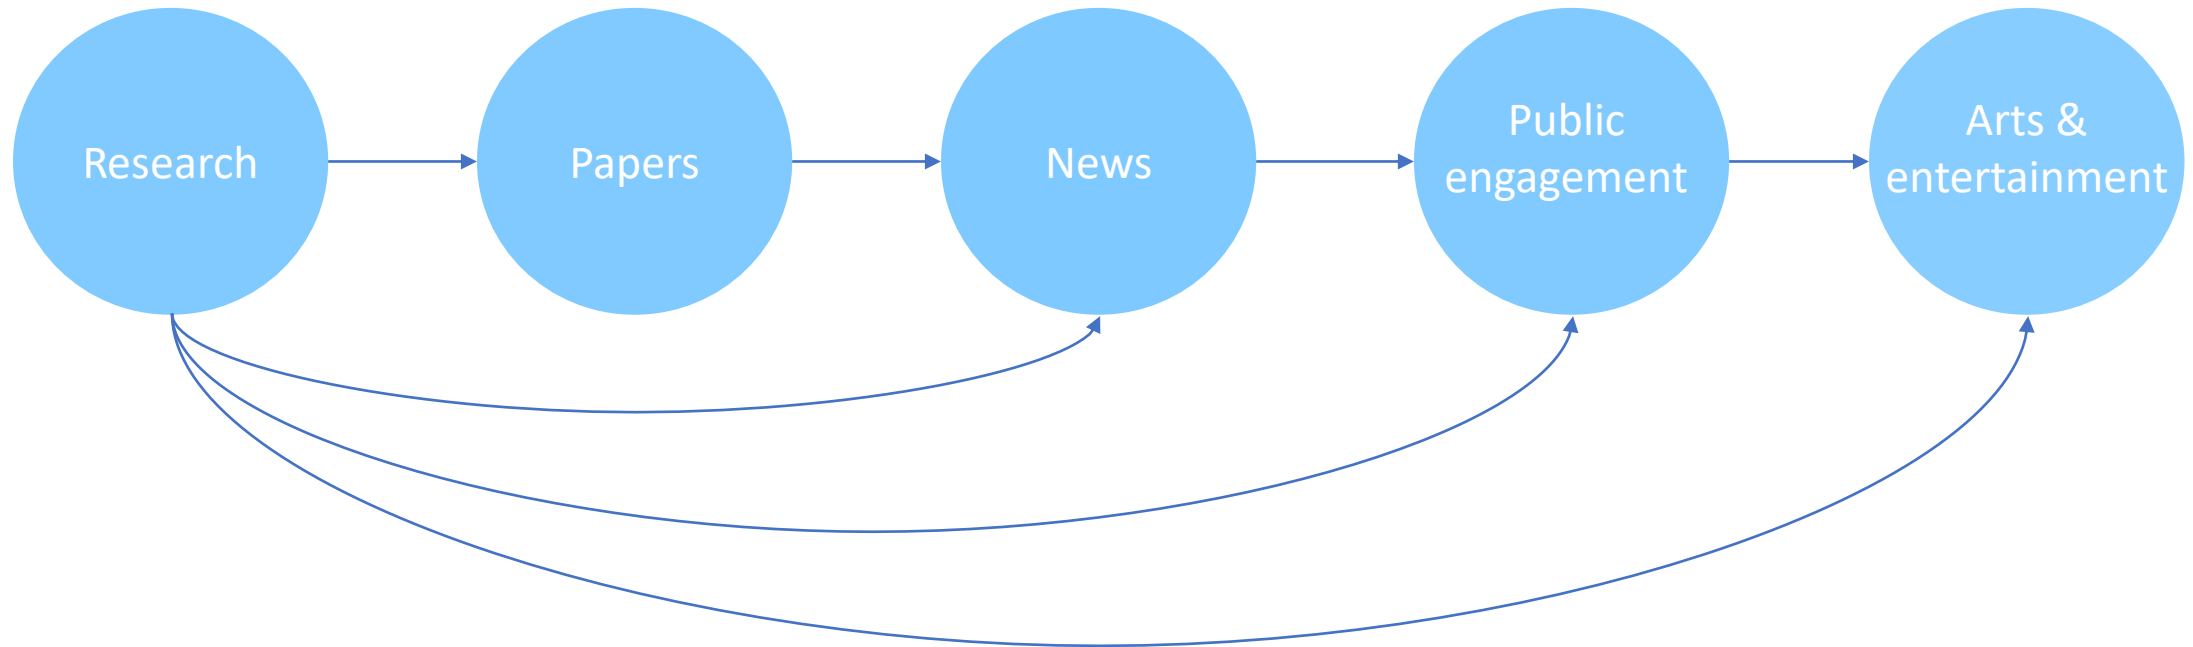 Research
Papers
News
Public
engagement
Arts &
entertainment